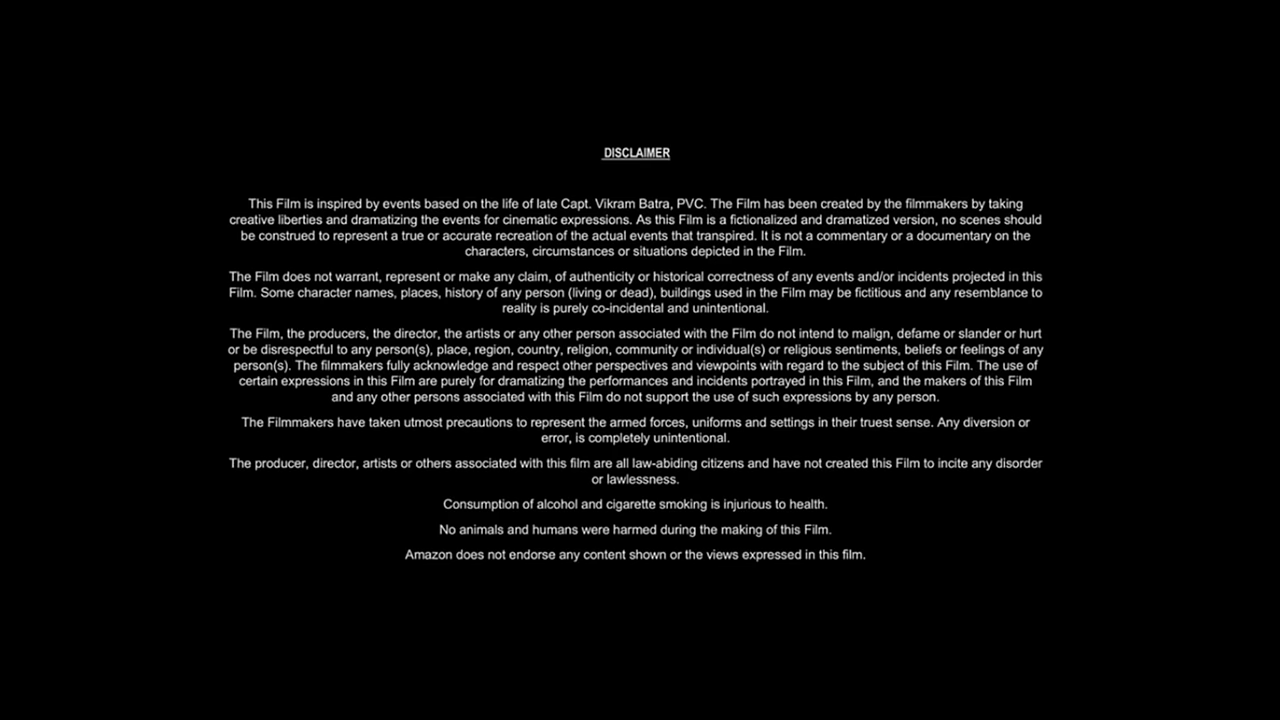 DISCLAIMER
This Film is inspired by events based on the life of late Capt. Vikram Batra, PVC. The Film has been created by the filmmakers by taking
creative liberties and dramatizing the events for cinematic expressions. As this Film is a fictionalized and dramatized version, no scenes should
be construed to represent a true or accurate recreation of the actual events that transpired. It is not a commentary or a documentary on the
characters, circumstances or situations depicted in the Film.
The Film does not warrant, represent or make any claim, of authenticity or historical correctness of any events and/or incidents projected in this
Film. Some character names, places, history of any person (living or dead), buildings used in the Film may be fictitious and any resemblance to
reality is purely co-incidental and unintentional.
The Film, the producers, the director, the artists or any other person associated with the Film do not intend to malign, defame or slander or hurt
or be disrespectful to any person(s), place, region, country, religion, community or individual(s) or religious sentiments, beliefs or feelings of any
person(s). The filmmakers fully acknowledge and respect other perspectives and viewpoints with regard to the subject of this Film. The use of
certain expressions in this Film are purely for dramatizing the performances and incidents portrayed in this Film, and the makers of this Film
and any other persons associated with this Film do not support the use of such expressions by any person.
The Filmmakers have taken utmost precautions to represent the armed forces, uniforms and settings in their truest sense. Any diversion or
error, is completely unintentional.
The producer, director, artists or others associated with this film are all law-abiding citizens and have not created this Film to incite any disorder
or lawlessness.
Consumption of alcohol and cigarette smoking is injurious to health.
No animals and humans were harmed during the making of this Film.
Amazon does not endorse any content shown or the views expressed in this film.